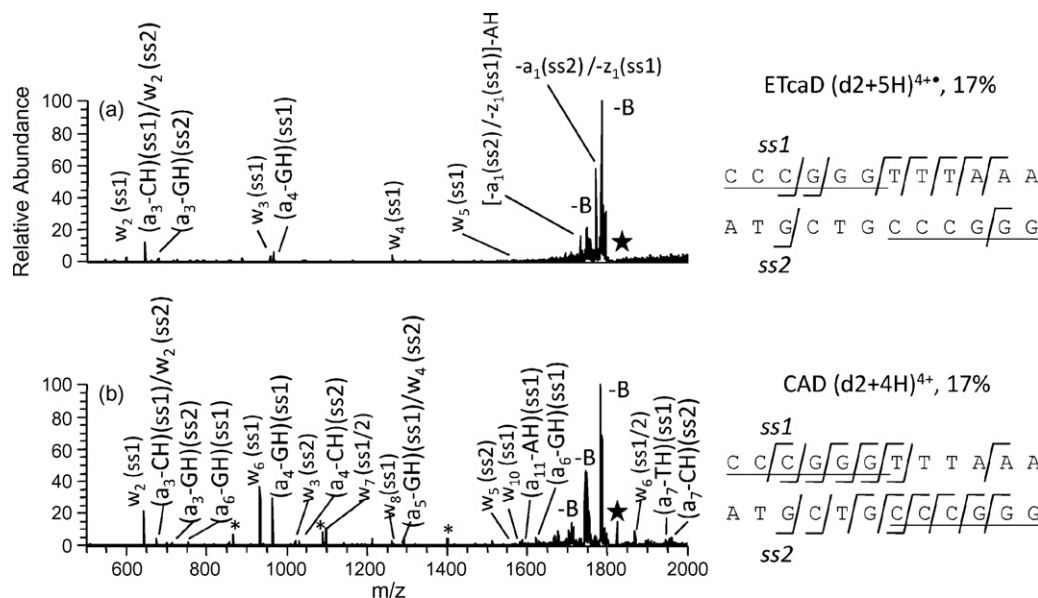 (a)
Relative Abundance
100
80
60
40
20
0
w2 (ss1)
(a3-CH)(ss1)/w2 (ss2)
(a3-GH)(ss2)
w3 (ss1)
(a4-GH)(ss1)
w4 (ss1)
w5 (ss1)
[-a1(ss2)/-z1(ss1)]-AH
-a1(ss2)/-z1(ss1)
-B
-B
★
ETcaD (d2+5H)4+•, 17%
ss1
C C C G G G T T T A A A
A T G C T G C C C G G G
ss2
(b)
100
80
60
40
20
0
w2 (ss1)
(a3-CH)(ss1)/w2 (ss2)
(a3-GH)(ss2)
(a6-GH)(ss1)
*
w6 (ss1)
(a4-GH)(ss1)
w3 (ss2)
(a4-CH)(ss2)
*
w7 (ss1/2)
w8(ss1)
(a5-GH)(ss1)/w4 (ss2)
*
w5 (ss2)
w10 (ss1)
(a11-AH)(ss1)
(a6-GH)(ss1)
-B
-B
-B
★
w6 (ss1/2)
(a7-TH)(ss1)
(a7-CH)(ss2)
600 800 1000 1200 1400 1600 1800 2000
m/z
CAD (d2+4H)4+, 17%
ss1
C C C G G G T T T A A A
A T G C T G C C C G G G
ss2